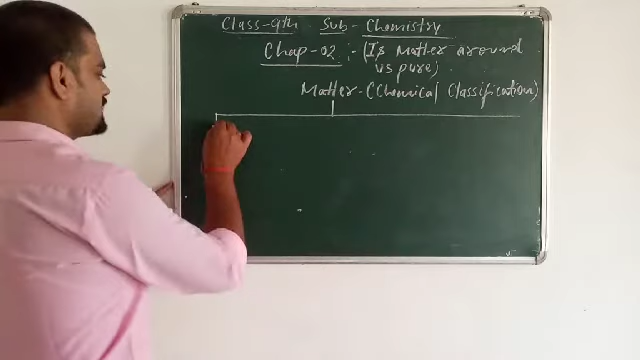 Class-9th Sub- Chemistry
Chap-02 :- (Is Matter around
us pure)
Matter-(Chemical Classification)